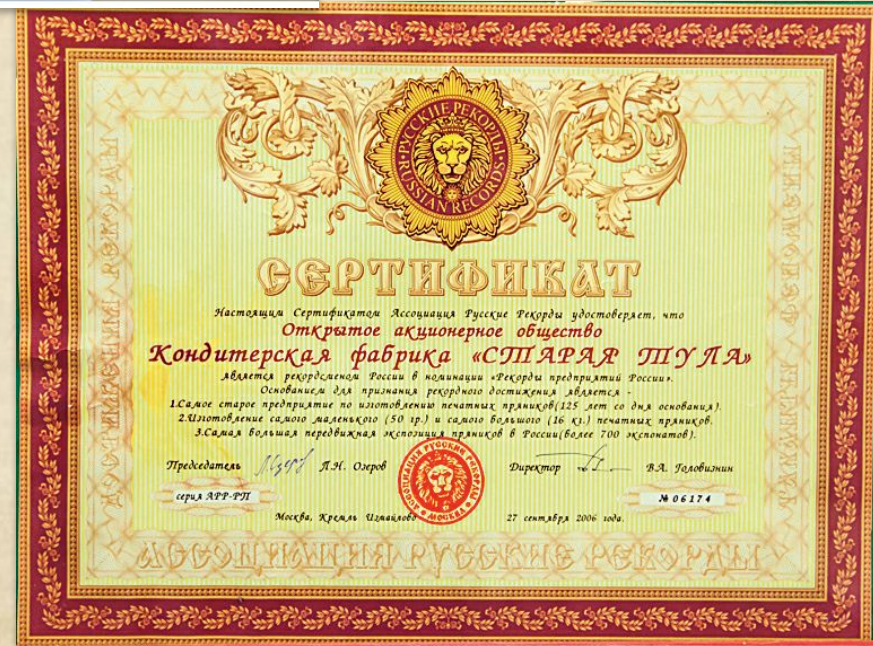 РУССКИЕ РЕКОРДЫ
RUSSIAN RECORDS
СЕРТИФИКАТ
Настоящим Сертификатом Ассоциация Русские Рекорды удостоверяет, что
Открытое акционерное общество
Кондитерская фабрика «СТАРАЯ ТУЛА»
является рекордсменом России в номинации «Рекорды предприятий России».
Основанием для признания рекордного достижения является -
1.Самое старое предприятие по изготовлению печатных пряников(125 лет со дня основания).
2.Изготовление самого маленького (50 гр.) и самого большого (16 кг.) печатных пряников.
3.Самая большая передвижная экспозиция пряников в России(более 700 экспонатов).
Председатель Л.Н. Озеров Директор В.А. Головизнин
серия АРР-РП № 06174
АССОЦИАЦИЯ РУССКИЕ РЕКОРДЫ
МОСКВА
Москва, Кремль Измайлово 27 сентября 2006 года.
АССОЦИАЦИЯ РУССКИЕ РЕКОРДЫ